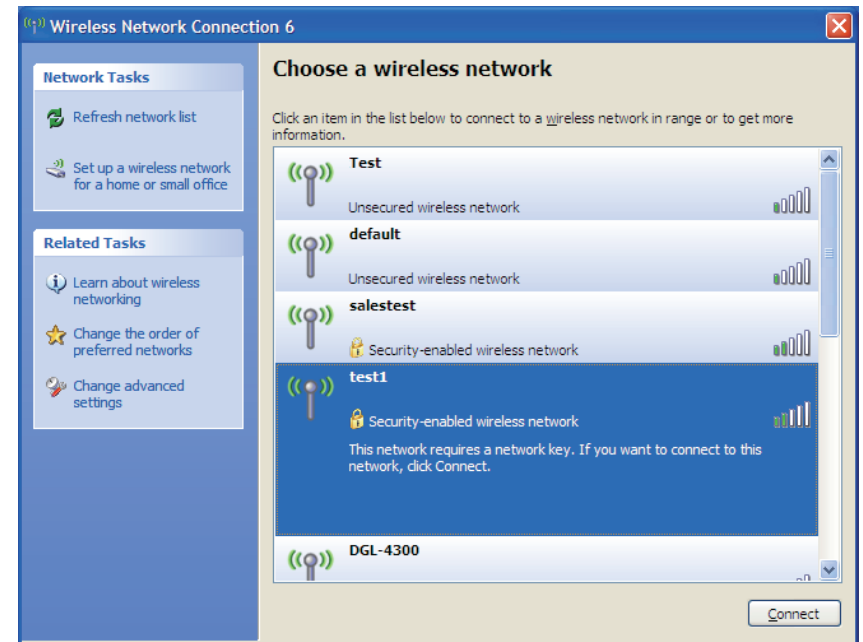 Wireless Network Connection 6
Network Tasks
Refresh network list
Set up a wireless network
for a home or small office
Related Tasks
Learn about wireless
networking
Change the order of
preferred networks
Change advanced
settings
Choose a wireless network
Click an item in the list below to connect to a wireless network in range or to get more
information.
Test
Unsecured wireless network
default
Unsecured wireless network
salestest
Security-enabled wireless network
test1
Security-enabled wireless network
This network requires a network key. If you want to connect to this
network, click Connect.
DGL-4300
Connect